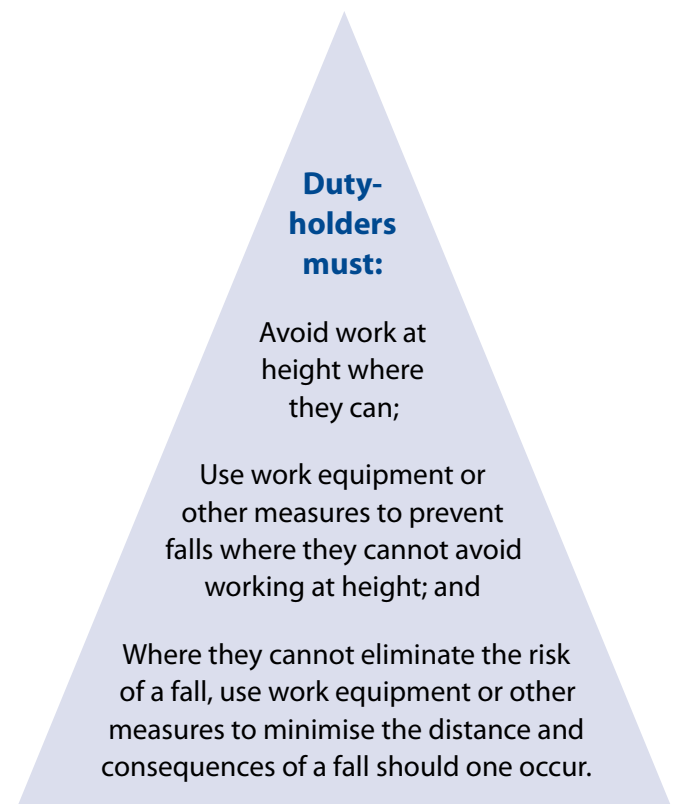 Duty-
holders
must:
Avoid work at
height where
they can;
Use work equipment or
other measures to prevent
falls where they cannot avoid
working at height; and
Where they cannot eliminate the risk
of a fall, use work equipment or other
measures to minimise the distance and
consequences of a fall should one occur.